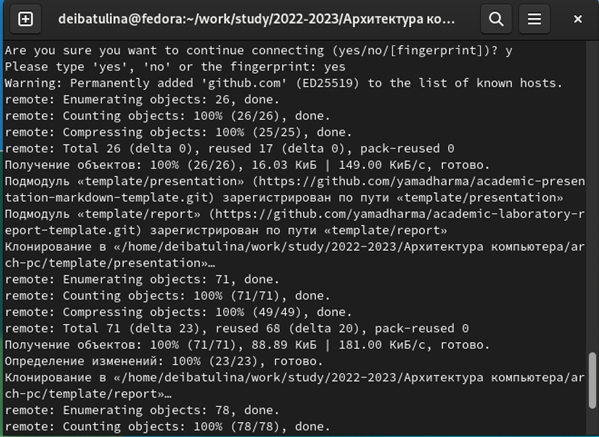 deibatulina@fedora:~/work/study/2022-2023/Архитектура ко...
Are you sure you want to continue connecting (yes/no/[fingerprint])? y
Please type 'yes', 'no' or the fingerprint: yes
Warning: Permanently added 'github.com' (ED25519) to the list of known hosts.
remote: Enumerating objects: 26, done.
remote: Counting objects: 100% (26/26), done.
remote: Compressing objects: 100% (25/25), done.
remote: Total 26 (delta 0), reused 17 (delta 0), pack-reused 0
Получение объектов: 100% (26/26), 16.03 КиБ | 149.00 КиБ/с, готово.
Подмодуль «template/presentation» (https://github.com/yamadharma/academic-presen
tation-markdown-template.git) зарегистрирован по пути «template/presentation»
Подмодуль «template/report» (https://github.com/yamadharma/academic-laboratory-r
eport-template.git) зарегистрирован по пути «template/report»
Клонирование в «/home/deibatulina/work/study/2022-2023/Архитектура компьютера/ar
ch-pc/template/presentation»…
remote: Enumerating objects: 71, done.
remote: Counting objects: 100% (71/71), done.
remote: Compressing objects: 100% (49/49), done.
remote: Total 71 (delta 23), reused 68 (delta 20), pack-reused 0
Получение объектов: 100% (71/71), 88.89 КиБ | 181.00 КиБ/с, готово.
Определение изменений: 100% (23/23), готово.
Клонирование в «/home/deibatulina/work/study/2022-2023/Архитектура компьютера/ar
ch-pc/template/report»…
remote: Enumerating objects: 78, done.
remote: Counting objects: 100% (78/78), done.